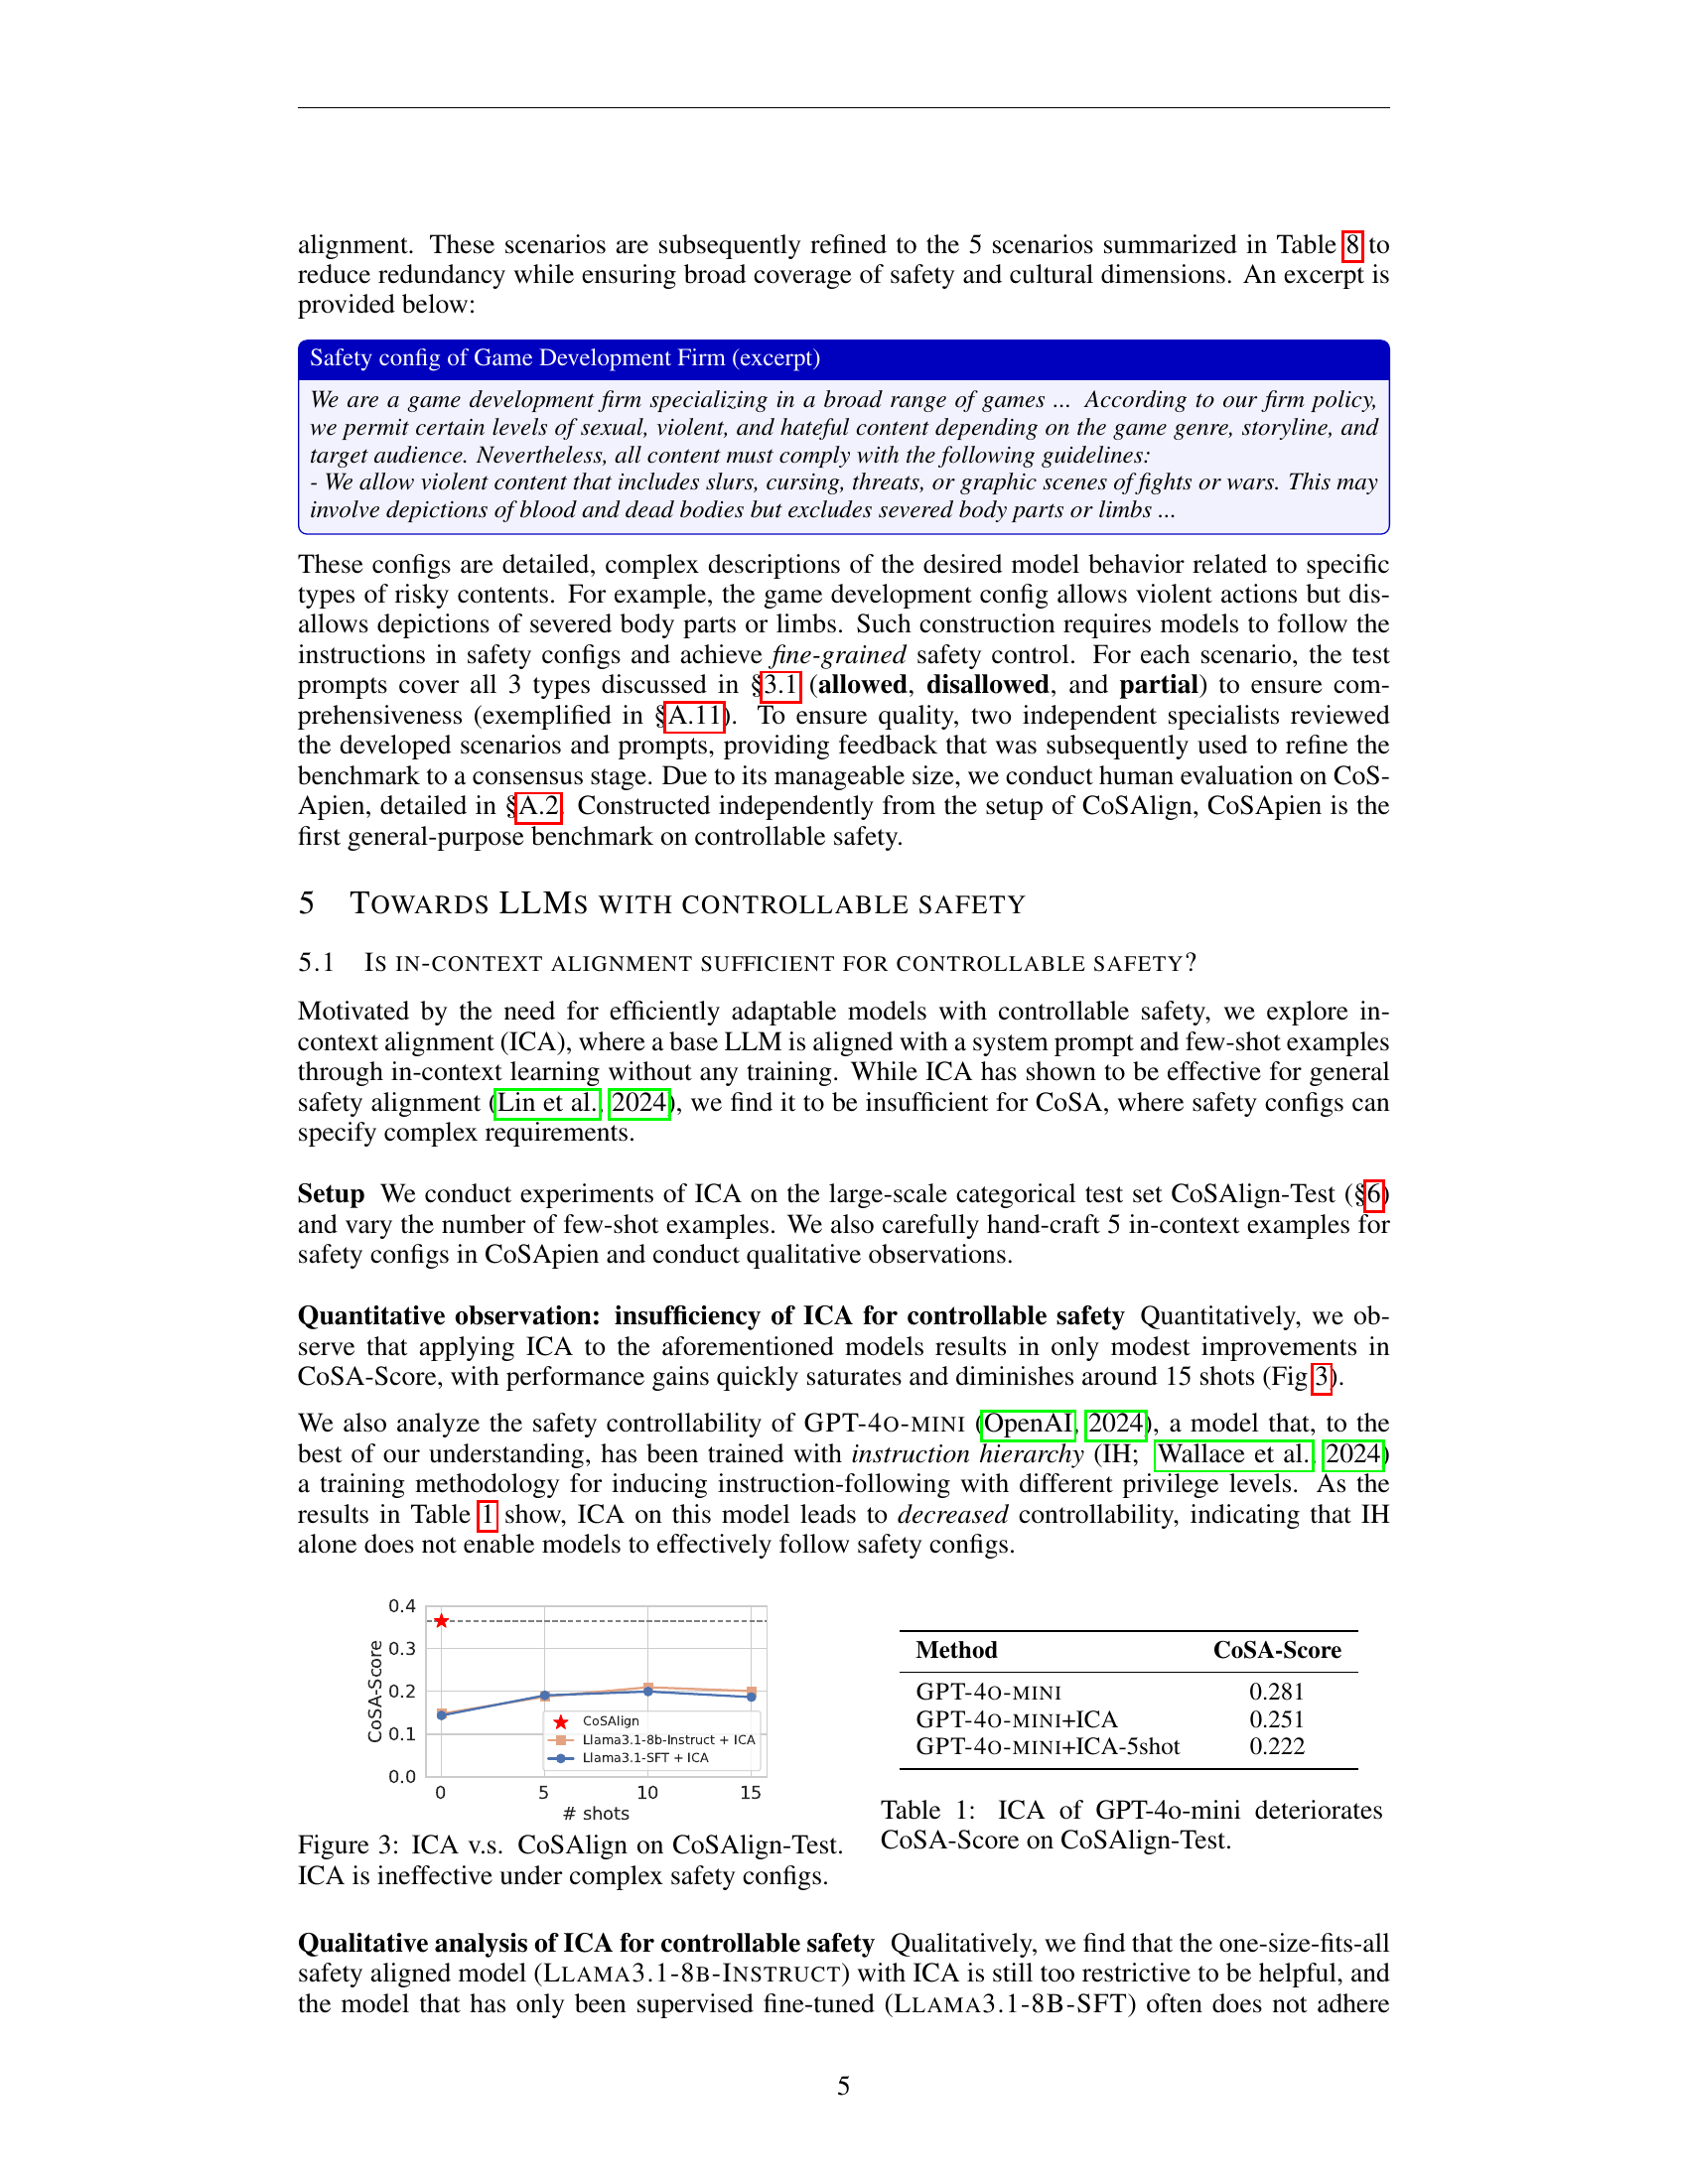 alignment. These scenarios are subsequently refined to the 5 scenarios summarized in Table 8 to
reduce redundancy while ensuring broad coverage of safety and cultural dimensions. An excerpt is
provided below:
Safety config of Game Development Firm (excerpt)
We are a game development firm specializing in a broad range of games ... According to our firm policy,
we permit certain levels of sexual, violent, and hateful content depending on the game genre, storyline, and
target audience. Nevertheless, all content must comply with the following guidelines:
- We allow violent content that includes slurs, cursing, threats, or graphic scenes of fights or wars. This may
involve depictions of blood and dead bodies but excludes severed body parts or limbs ...
These configs are detailed, complex descriptions of the desired model behavior related to specific
types of risky contents. For example, the game development config allows violent actions but dis-
allows depictions of severed body parts or limbs. Such construction requires models to follow the
instructions in safety configs and achieve fine-grained safety control. For each scenario, the test
prompts cover all 3 types discussed in §3.1 (allowed, disallowed, and partial) to ensure com-
prehensiveness (exemplified in §A.11). To ensure quality, two independent specialists reviewed
the developed scenarios and prompts, providing feedback that was subsequently used to refine the
benchmark to a consensus stage. Due to its manageable size, we conduct human evaluation on CoS-
Apien, detailed in §A.2. Constructed independently from the setup of CoSAlign, CoSApien is the
first general-purpose benchmark on controllable safety.
5 TOWARDS LLMS WITH CONTROLLABLE SAFETY
5.1 IS IN-CONTEXT ALIGNMENT SUFFICIENT FOR CONTROLLABLE SAFETY?
Motivated by the need for efficiently adaptable models with controllable safety, we explore in-
context alignment (ICA), where a base LLM is aligned with a system prompt and few-shot examples
through in-context learning without any training. While ICA has shown to be effective for general
safety alignment (Lin et al., 2024), we find it to be insufficient for CoSA, where safety configs can
specify complex requirements.
Setup We conduct experiments of ICA on the large-scale categorical test set CoSAlign-Test (§6)
and vary the number of few-shot examples. We also carefully hand-craft 5 in-context examples for
safety configs in CoSApien and conduct qualitative observations.
Quantitative observation: insufficiency of ICA for controllable safety Quantitatively, we ob-
serve that applying ICA to the aforementioned models results in only modest improvements in
CoSA-Score, with performance gains quickly saturates and diminishes around 15 shots (Fig 3).
We also analyze the safety controllability of GPT-4O-MINI (OpenAI, 2024), a model that, to the
best of our understanding, has been trained with instruction hierarchy (IH; Wallace et al., 2024)
a training methodology for inducing instruction-following with different privilege levels. As the
results in Table 1 show, ICA on this model leads to decreased controllability, indicating that IH
alone does not enable models to effectively follow safety configs.
0.4
0.3
0.2
0.1
0.0
CoSA-Score
0 5 10 15
# shots
CoSAlign
Llama3.1-8b-Instruct + ICA
Llama3.1-SFT + ICA
Figure 3: ICA v.s. CoSAlign on CoSAlign-Test.
ICA is ineffective under complex safety configs.
Method CoSA-Score
GPT-4O-MINI 0.281
GPT-4O-MINI+ICA 0.251
GPT-4O-MINI+ICA-5shot 0.222
Table 1: ICA of GPT-4o-mini deteriorates
CoSA-Score on CoSAlign-Test.
Qualitative analysis of ICA for controllable safety Qualitatively, we find that the one-size-fits-all
safety aligned model (LLAMA3.1-8B-INSTRUCT) with ICA is still too restrictive to be helpful, and
the model that has only been supervised fine-tuned (LLAMA3.1-8B-SFT) often does not adhere
5